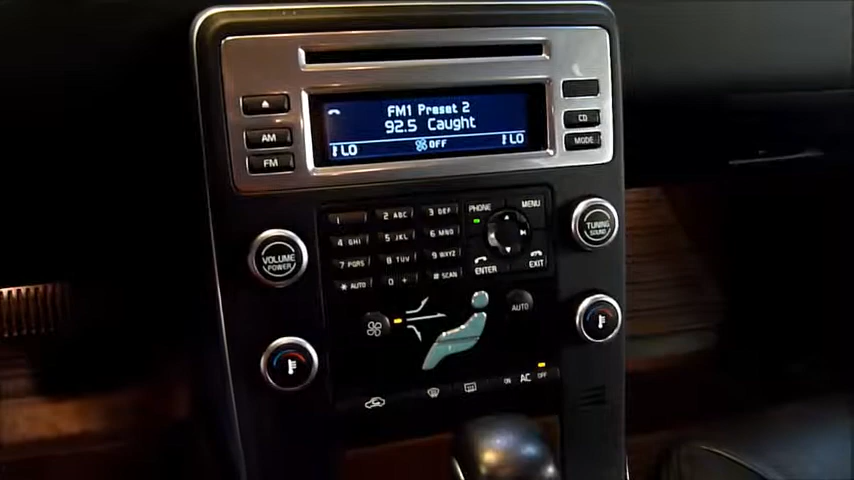 FM1 Preset 2
92.5 Caught
LO OFF LO
AM
FM
CD
MODE
PHONE
MENU
1
2 ABC
3 DEF
4 GHI
5 JKL
6 MNO
7 PQRS
8 TUV
9 WXYZ
* AUTO
0 +
# SCAN
ENTER
EXIT
VOLUME
POWER
TUNING
SOUND
AUTO
ON AC OFF